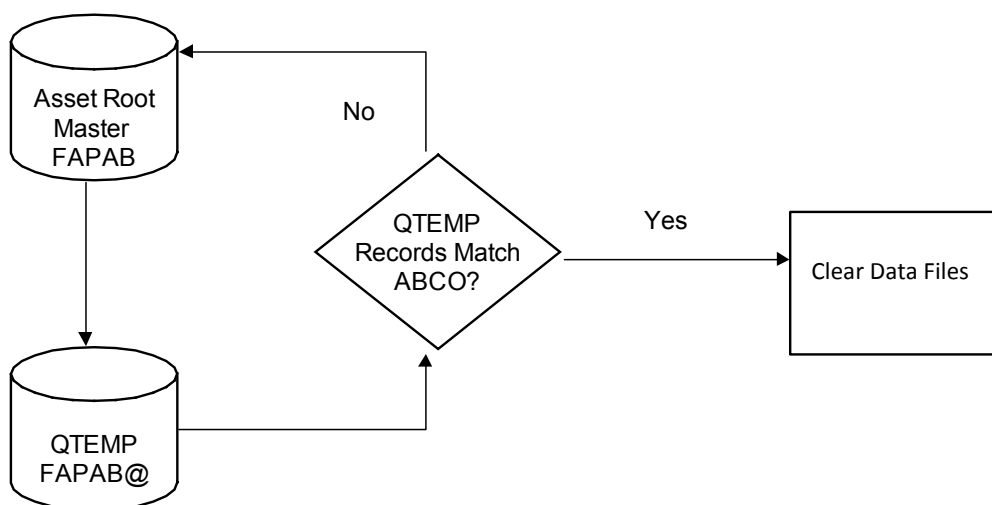 Asset Root
Master
FAPAB
No
QTEMP
Records Match
ABCO?
Yes
Clear Data Files
QTEMP
FAPAB@